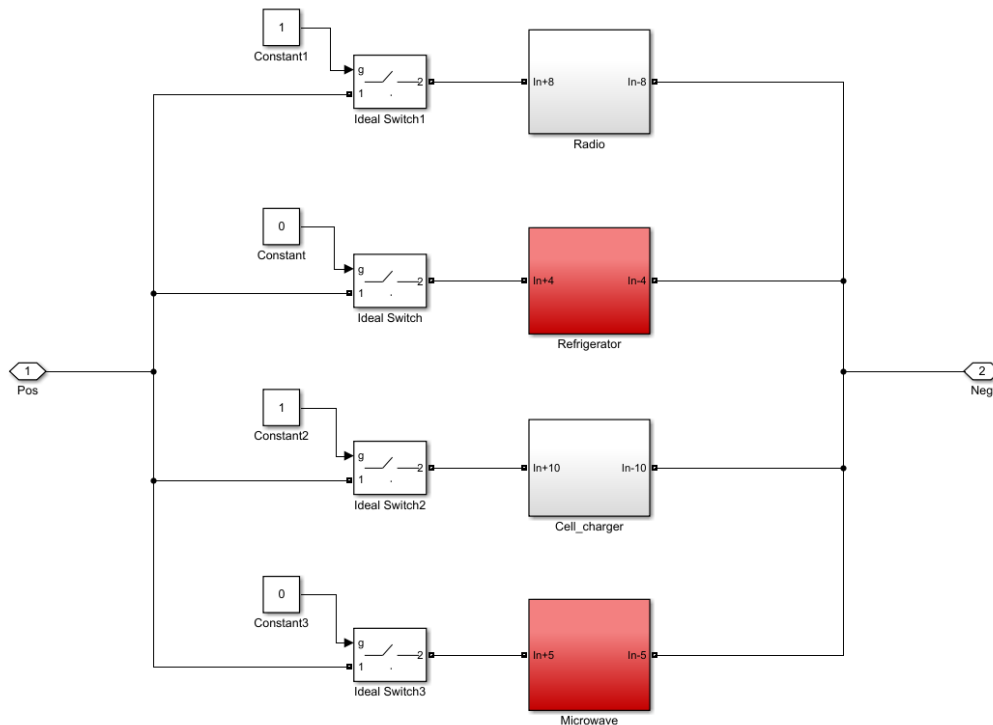 1
Constant1
g
1
2
Ideal Switch1
In+8
In-8
Radio
0
Constant
g
1
2
Ideal Switch
In+4
In-4
Refrigerator
1
Pos
2
Neg
1
Constant2
g
1
2
Ideal Switch2
In+10
In-10
Cell_charger
0
Constant3
g
1
2
Ideal Switch3
In+5
In-5
Microwave